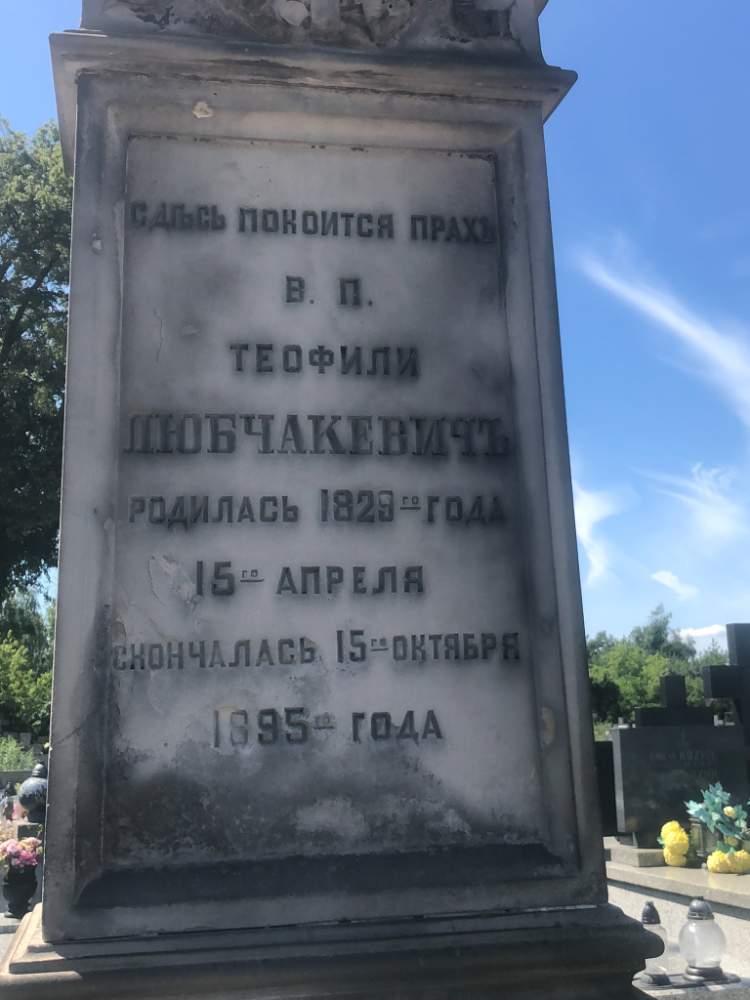 СДѢСЬ ПОКОИТСЯ ПРАХЪ
В. П.
ТЕОФИЛИ
ЛЮБЧАКЕВИЧЪ
РОДИЛАСЬ 1829го ГОДА
15го АПРЕЛЯ
СКОНЧАЛАСЬ 15го ОКТЯБРЯ
1895го ГОДА